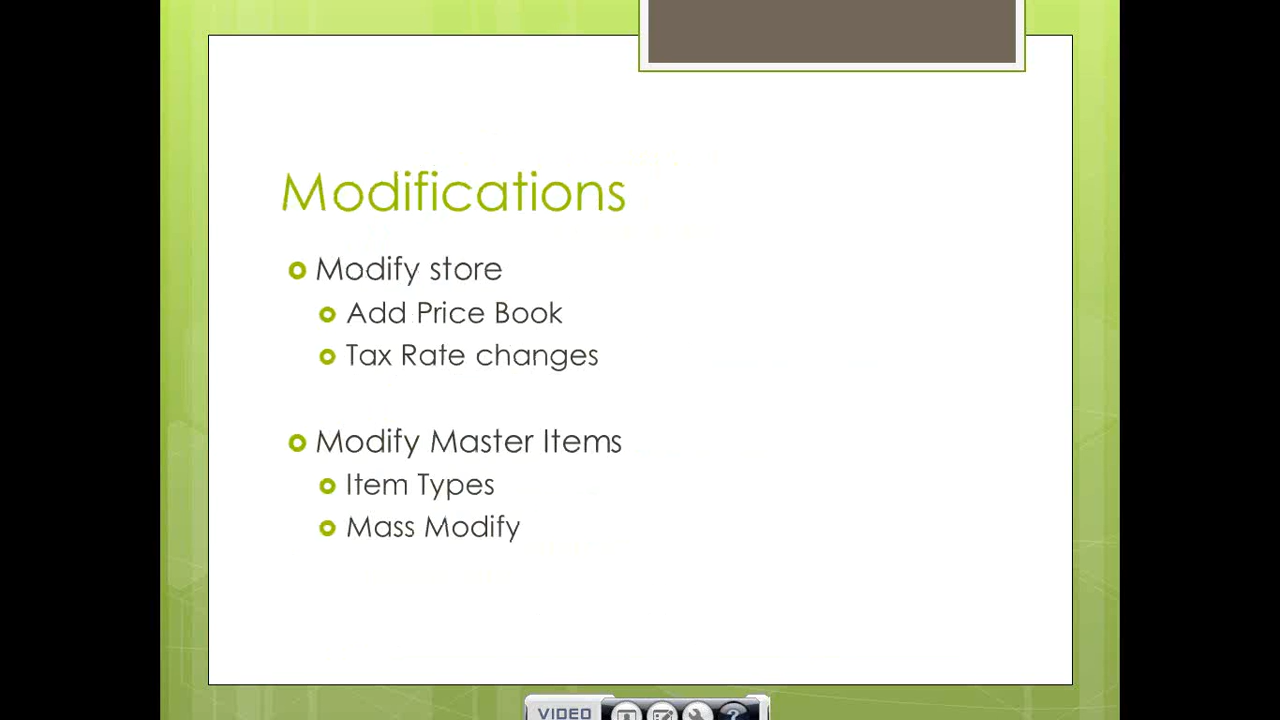 Modifications
Modify store
Add Price Book
Tax Rate changes
Modify Master Items
Item Types
Mass Modify
VIDEO
?